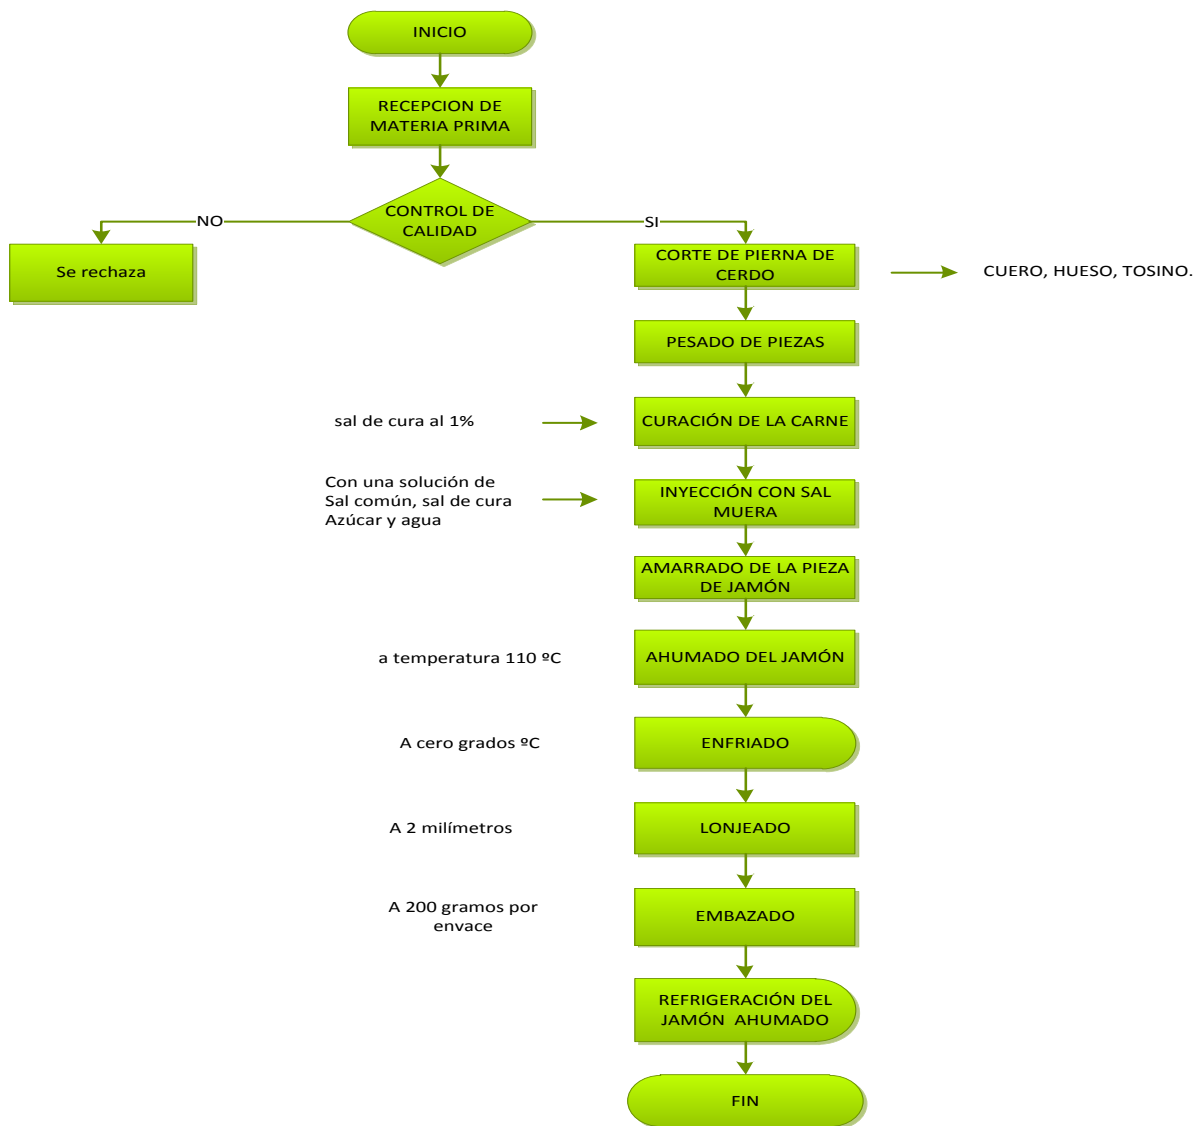 INICIO
RECEPCION DE
MATERIA PRIMA
CONTROL DE
CALIDAD
NO
SI
Se rechaza
CORTE DE PIERNA DE
CERDO
CUERO, HUESO, TOSINO.
PESADO DE PIEZAS
sal de cura al 1%
CURACIÓN DE LA CARNE
Con una solución de
Sal común, sal de cura
Azúcar y agua
INYECCIÓN CON SAL
MUERA
AMARRADO DE LA PIEZA
DE JAMÓN
a temperatura 110 ºC
AHUMADO DEL JAMÓN
A cero grados ºC
ENFRIADO
A 2 milímetros
LONJEADO
A 200 gramos por
envace
EMBAZADO
REFRIGERACIÓN DEL
JAMÓN AHUMADO
FIN